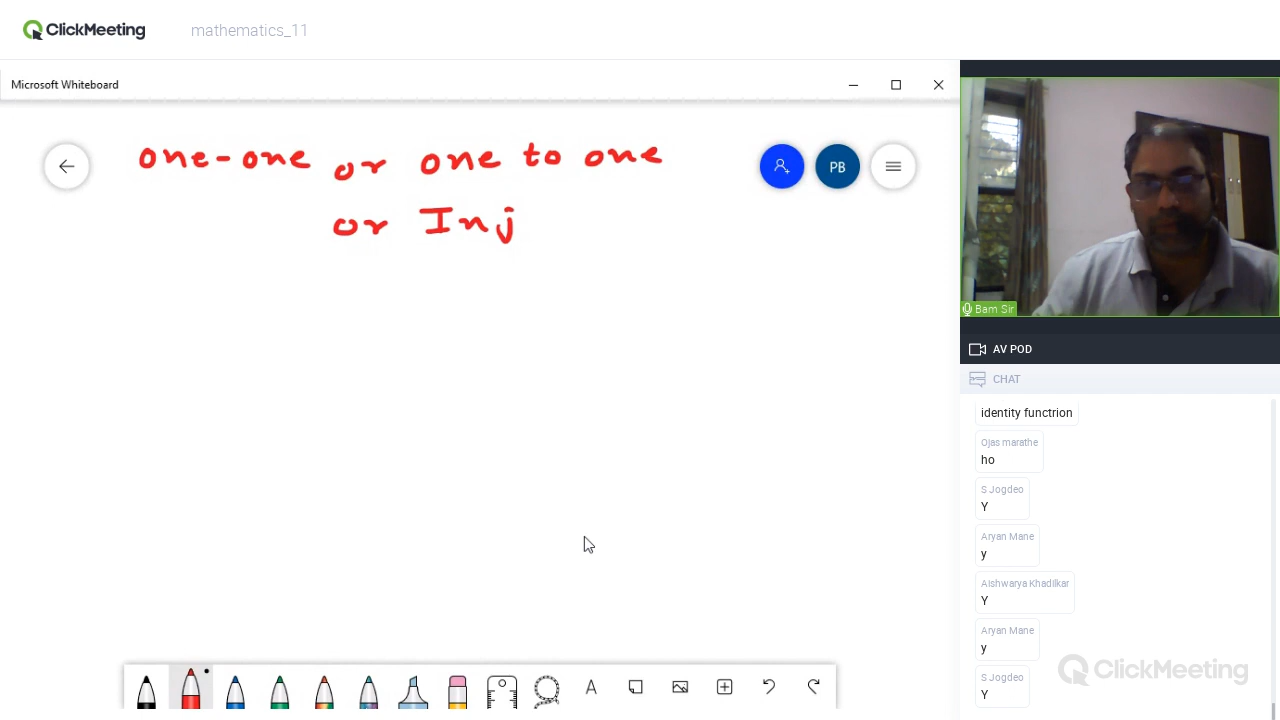 ClickMeeting mathematics_11
Microsoft Whiteboard
one-one or one to one
or Inj
PB
Bam Sir
AV POD
CHAT
identity functrion
Ojas marathe
ho
S Jogdeo
Y
Aryan Mane
y
Aishwarya Khadilkar
Y
Aryan Mane
y
S Jogdeo
Y
ClickMeeting
A